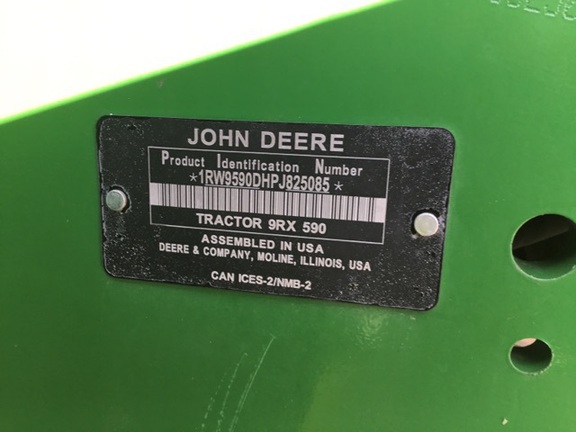 JOHN DEERE
Product Identification Number
*1RW9590DHPJ825085*
TRACTOR 9RX 590
ASSEMBLED IN USA
DEERE & COMPANY, MOLINE, ILLINOIS, USA
CAN ICES-2/NMB-2